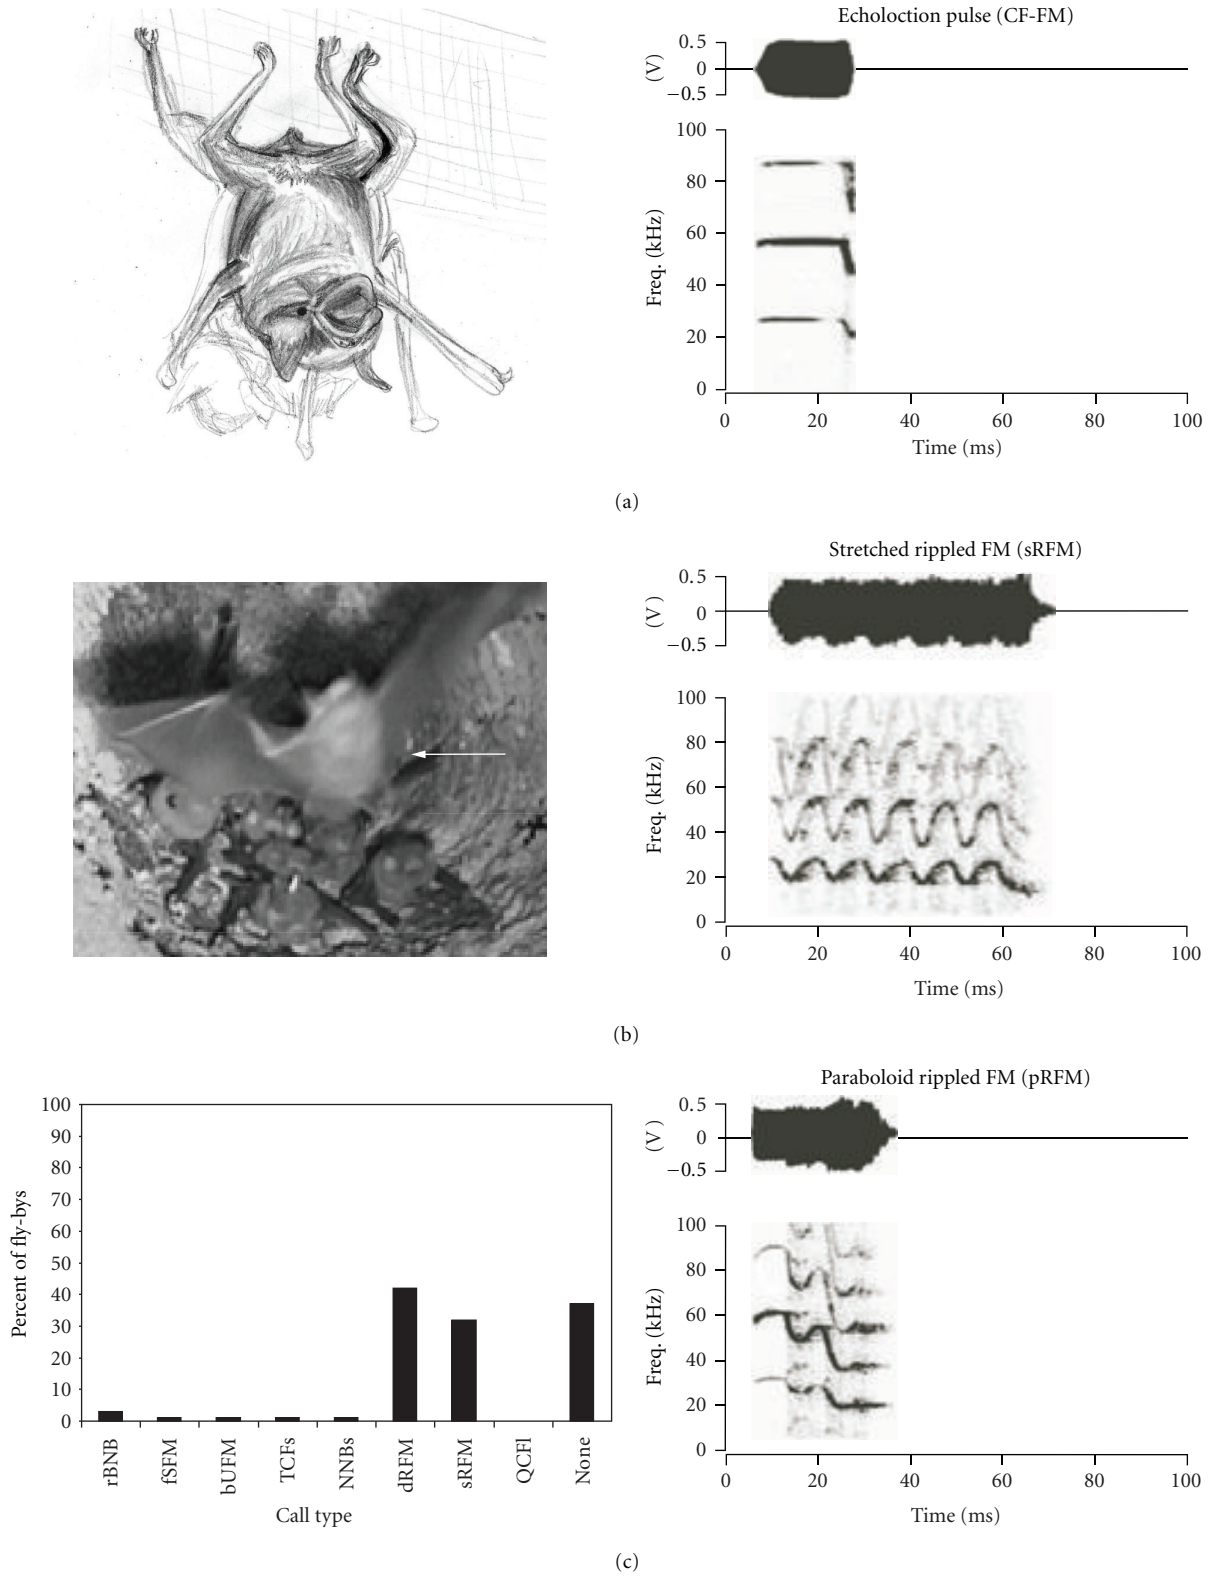 Echoloction pulse (CF-FM)
0.5
0
−0.5
(V)
100
80
60
40
20
0
Freq. (kHz)
0 20 40 60 80 100
Time (ms)
(a)
Stretched rippled FM (sRFM)
0.5
0
−0.5
(V)
100
80
60
40
20
0
Freq. (kHz)
0 20 40 60 80 100
Time (ms)
(b)
100
90
80
70
60
50
40
30
20
10
0
Percent of fly-bys
rBNB fSFM bUFM TCFs NNBs dRFM sRFM QCFl None
Call type
Paraboloid rippled FM (pRFM)
0.5
0
−0.5
(V)
100
80
60
40
20
0
Freq. (kHz)
0 20 40 60 80 100
Time (ms)
(c)